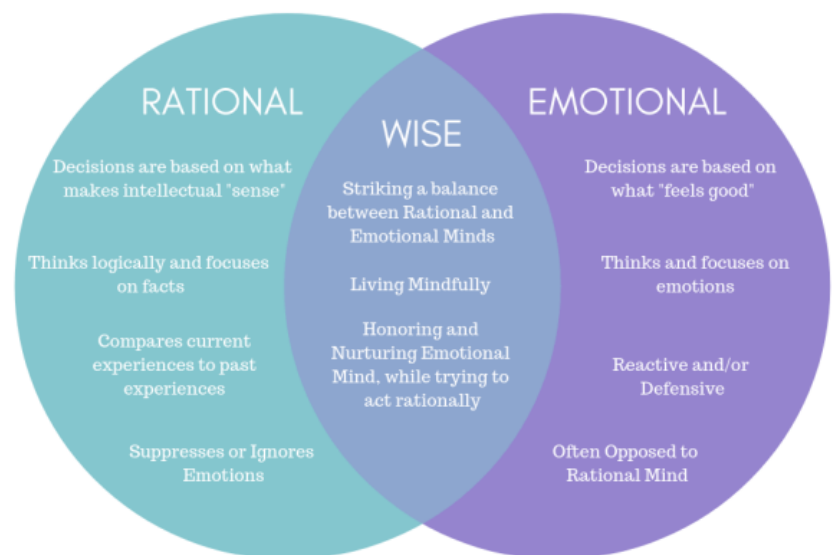 RATIONAL
Decisions are based on what
makes intellectual "sense"
Thinks logically and focuses
on facts
Compares current
experiences to past
experiences
Suppresses or Ignores
Emotions
WISE
Striking a balance
between Rational and
Emotional Minds
Living Mindfully
Honoring and
Nurturing Emotional
Mind, while trying to
act rationally
EMOTIONAL
Decisions are based on
what "feels good"
Thinks and focuses on
emotions
Reactive and/or
Defensive
Often Opposed to
Rational Mind